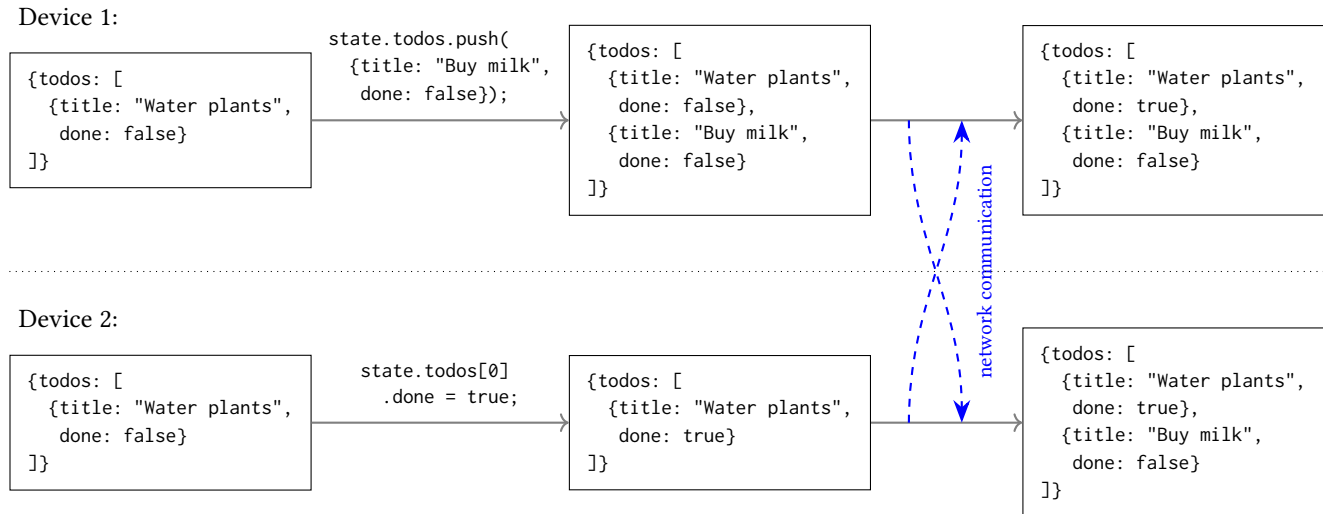 Device 1:
{todos: [
{title: "Water plants",
done: false}
]}
state.todos.push(
{title: "Buy milk",
done: false});
{todos: [
{title: "Water plants",
done: false},
{title: "Buy milk",
done: false}
]}
network communication
{todos: [
{title: "Water plants",
done: true},
{title: "Buy milk",
done: false}
]}
Device 2:
{todos: [
{title: "Water plants",
done: false}
]}
state.todos[0]
.done = true;
{todos: [
{title: "Water plants",
done: true}
]}
{todos: [
{title: "Water plants",
done: true},
{title: "Buy milk",
done: false}
]}